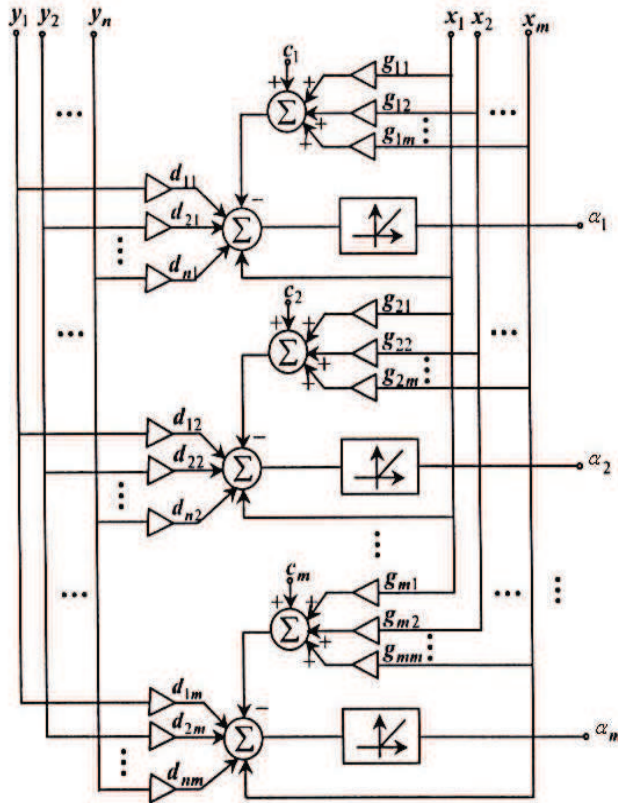 y₁ y₂ yₙ x₁ x₂ xₘ
c₁
+ + g₁₁
Σ + g₁₂
+ g₁ₘ
d₁₁ −
d₂₁ Σ α₁
dₙ₁
c₂
+ + g₂₁
Σ + g₂₂
+ g₂ₘ
d₁₂ −
d₂₂ Σ α₂
dₙ₂
cₘ
+ + gₘ₁
Σ + gₘ₂
+ gₘₘ
d₁ₘ −
d₂ₘ Σ αₘ
dₙₘ